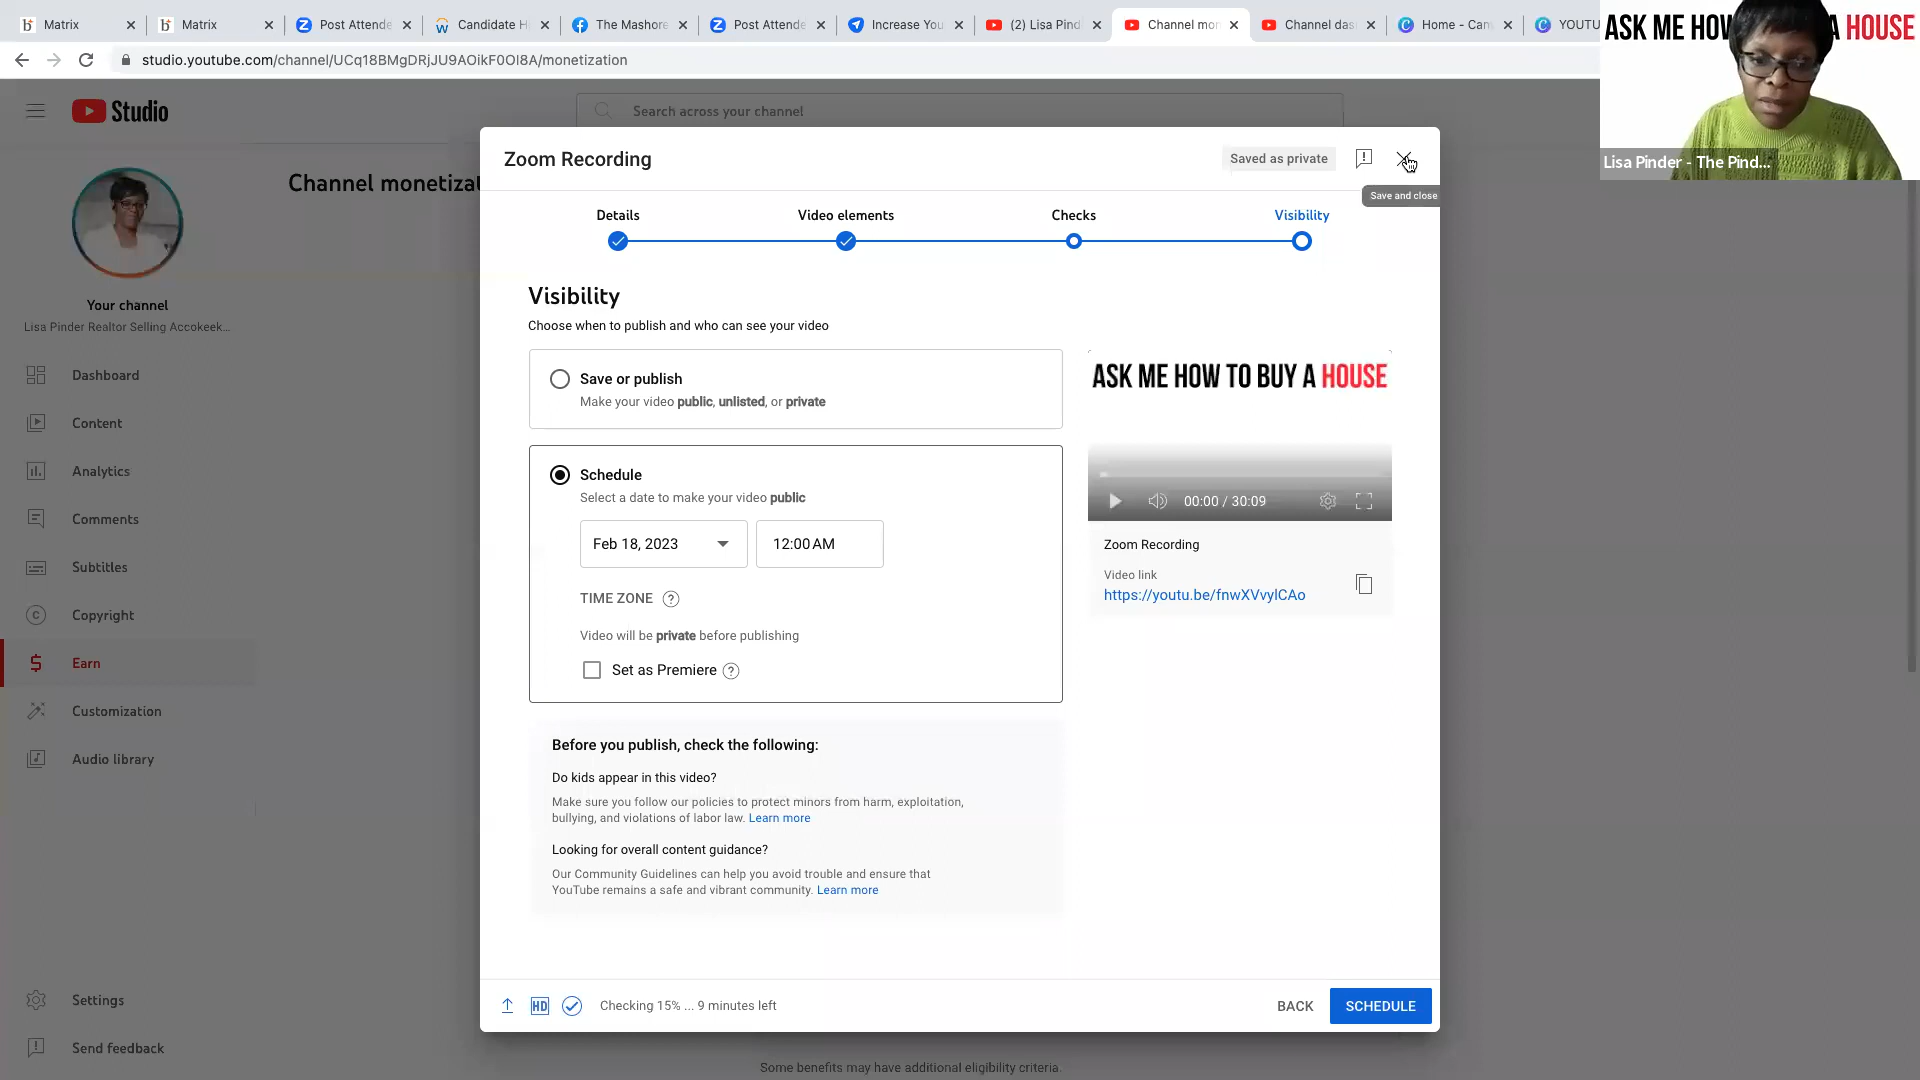 Matrix
Matrix
Post Attende
Candidate H
The Mashore
Post Attende
Increase You
(2) Lisa Pind
Channel mon
Channel das
Home - Can
YOUTU
studio.youtube.com/channel/UCq18BMgDRjJU9AOikF0OI8A/monetization
ASK ME HOW A HOUSE
Lisa Pinder - The Pind...
Studio
Search across your channel
Your channel
Lisa Pinder Realtor Selling Accokeek...
Dashboard
Content
Analytics
Comments
Subtitles
Copyright
Earn
Customization
Audio library
Settings
Send feedback
Channel monetizat
Zoom Recording
Saved as private
Save and close
Details
Video elements
Checks
Visibility
Visibility
Choose when to publish and who can see your video
Save or publish
Make your video public, unlisted, or private
Schedule
Select a date to make your video public
Feb 18, 2023
12:00 AM
TIME ZONE
Video will be private before publishing
Set as Premiere
Before you publish, check the following:
Do kids appear in this video?
Make sure you follow our policies to protect minors from harm, exploitation,
bullying, and violations of labor law. Learn more
Looking for overall content guidance?
Our Community Guidelines can help you avoid trouble and ensure that
YouTube remains a safe and vibrant community. Learn more
ASK ME HOW TO BUY A HOUSE
00:00 / 30:09
Zoom Recording
Video link
https://youtu.be/fnwXVvylCAo
HD
Checking 15% ... 9 minutes left
BACK
SCHEDULE
Some benefits may have additional eligibility criteria.